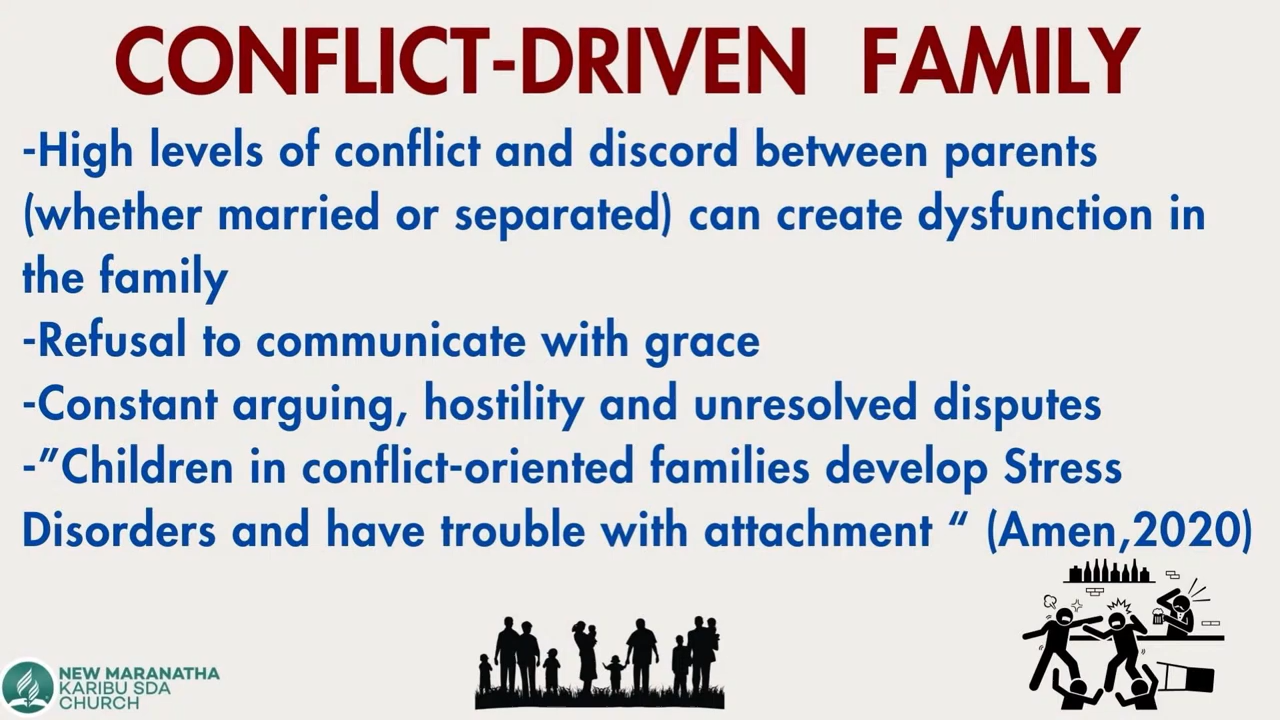 CONFLICT-DRIVEN FAMILY
-High levels of conflict and discord between parents
(whether married or separated) can create dysfunction in
the family
-Refusal to communicate with grace
-Constant arguing, hostility and unresolved disputes
-”Children in conflict-oriented families develop Stress
Disorders and have trouble with attachment “ (Amen,2020)
NEW MARANATHA
KARIBU SDA
CHURCH